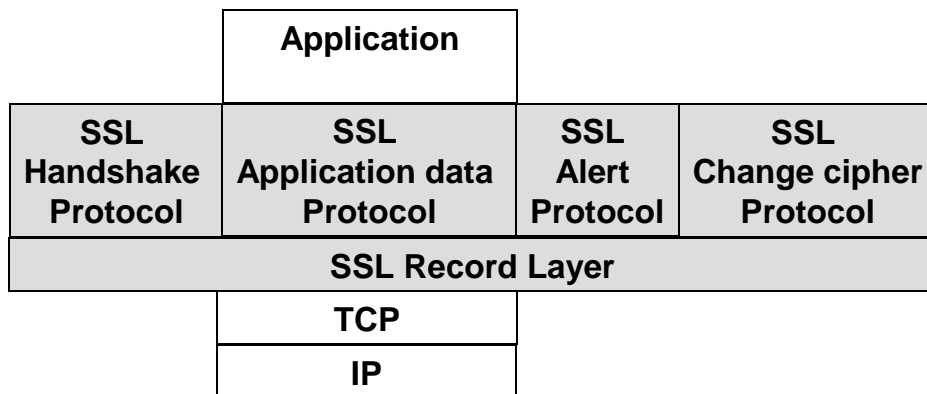 Application
SSL
Handshake
Protocol
SSL
Application data
Protocol
SSL
Alert
Protocol
SSL
Change cipher
Protocol
SSL Record Layer
TCP
IP